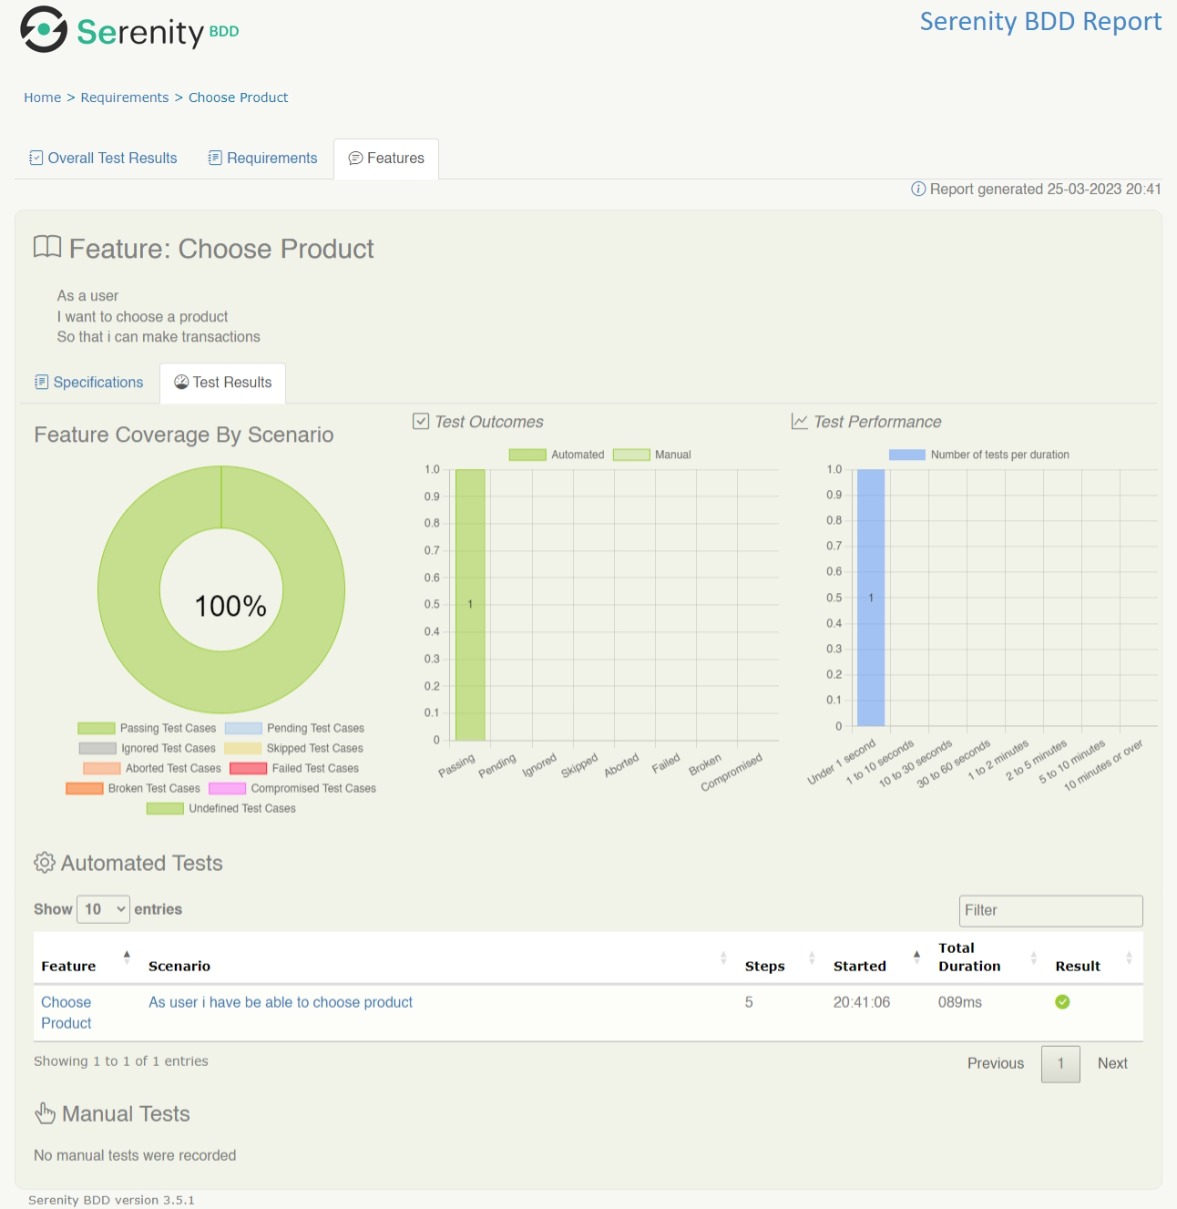 Serenity BDD
Serenity BDD Report
Home > Requirements > Choose Product
Overall Test Results
Requirements
Features
Report generated 25-03-2023 20:41
Feature: Choose Product
As a user
I want to choose a product
So that i can make transactions
Specifications
Test Results
Feature Coverage By Scenario
100%
Passing Test Cases Pending Test Cases
Ignored Test Cases Skipped Test Cases
Aborted Test Cases Failed Test Cases
Broken Test Cases Compromised Test Cases
Undefined Test Cases
Test Outcomes
Automated Manual
1.0
0.9
0.8
0.7
0.6
0.5
0.4
0.3
0.2
0.1
0
1
Passing Pending Ignored Skipped Aborted Failed Broken Compromised
Test Performance
Number of tests per duration
1.0
0.9
0.8
0.7
0.6
0.5
0.4
0.3
0.2
0.1
0
1
Under 1 second 1 to 10 seconds 10 to 30 seconds 30 to 60 seconds 1 to 2 minutes 2 to 5 minutes 5 to 10 minutes 10 minutes or over
Automated Tests
Show 10 entries
Filter
Feature Scenario Steps Started Total Duration Result
Choose Product As user i have be able to choose product 5 20:41:06 089ms
Showing 1 to 1 of 1 entries
Previous 1 Next
Manual Tests
No manual tests were recorded
Serenity BDD version 3.5.1